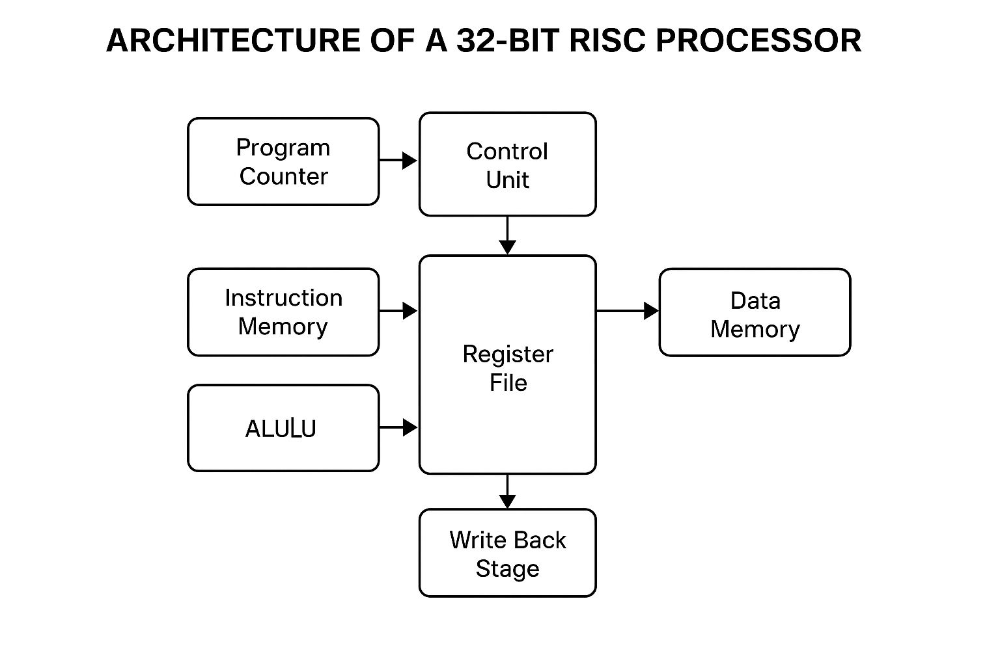 ARCHITECTURE OF A 32-BIT RISC PROCESSOR
Program
Counter
Control
Unit
Instruction
Memory
Data
Memory
Register
File
ALULU
Write Back
Stage